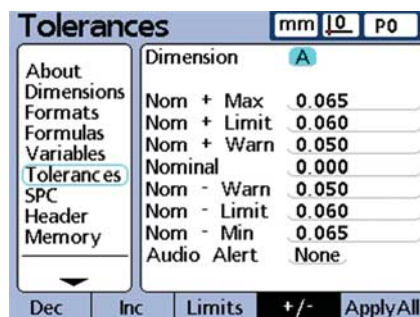 Tolerances mm 0 P0
About
Dimensions
Formats
Formulas
Variables
Tolerances
SPC
Header
Memory
Dimension A
Nom + Max 0.065
Nom + Limit 0.060
Nom + Warn 0.050
Nominal 0.000
Nom - Warn 0.050
Nom - Limit 0.060
Nom - Min 0.065
Audio Alert None
Dec Inc Limits +/- ApplyAll